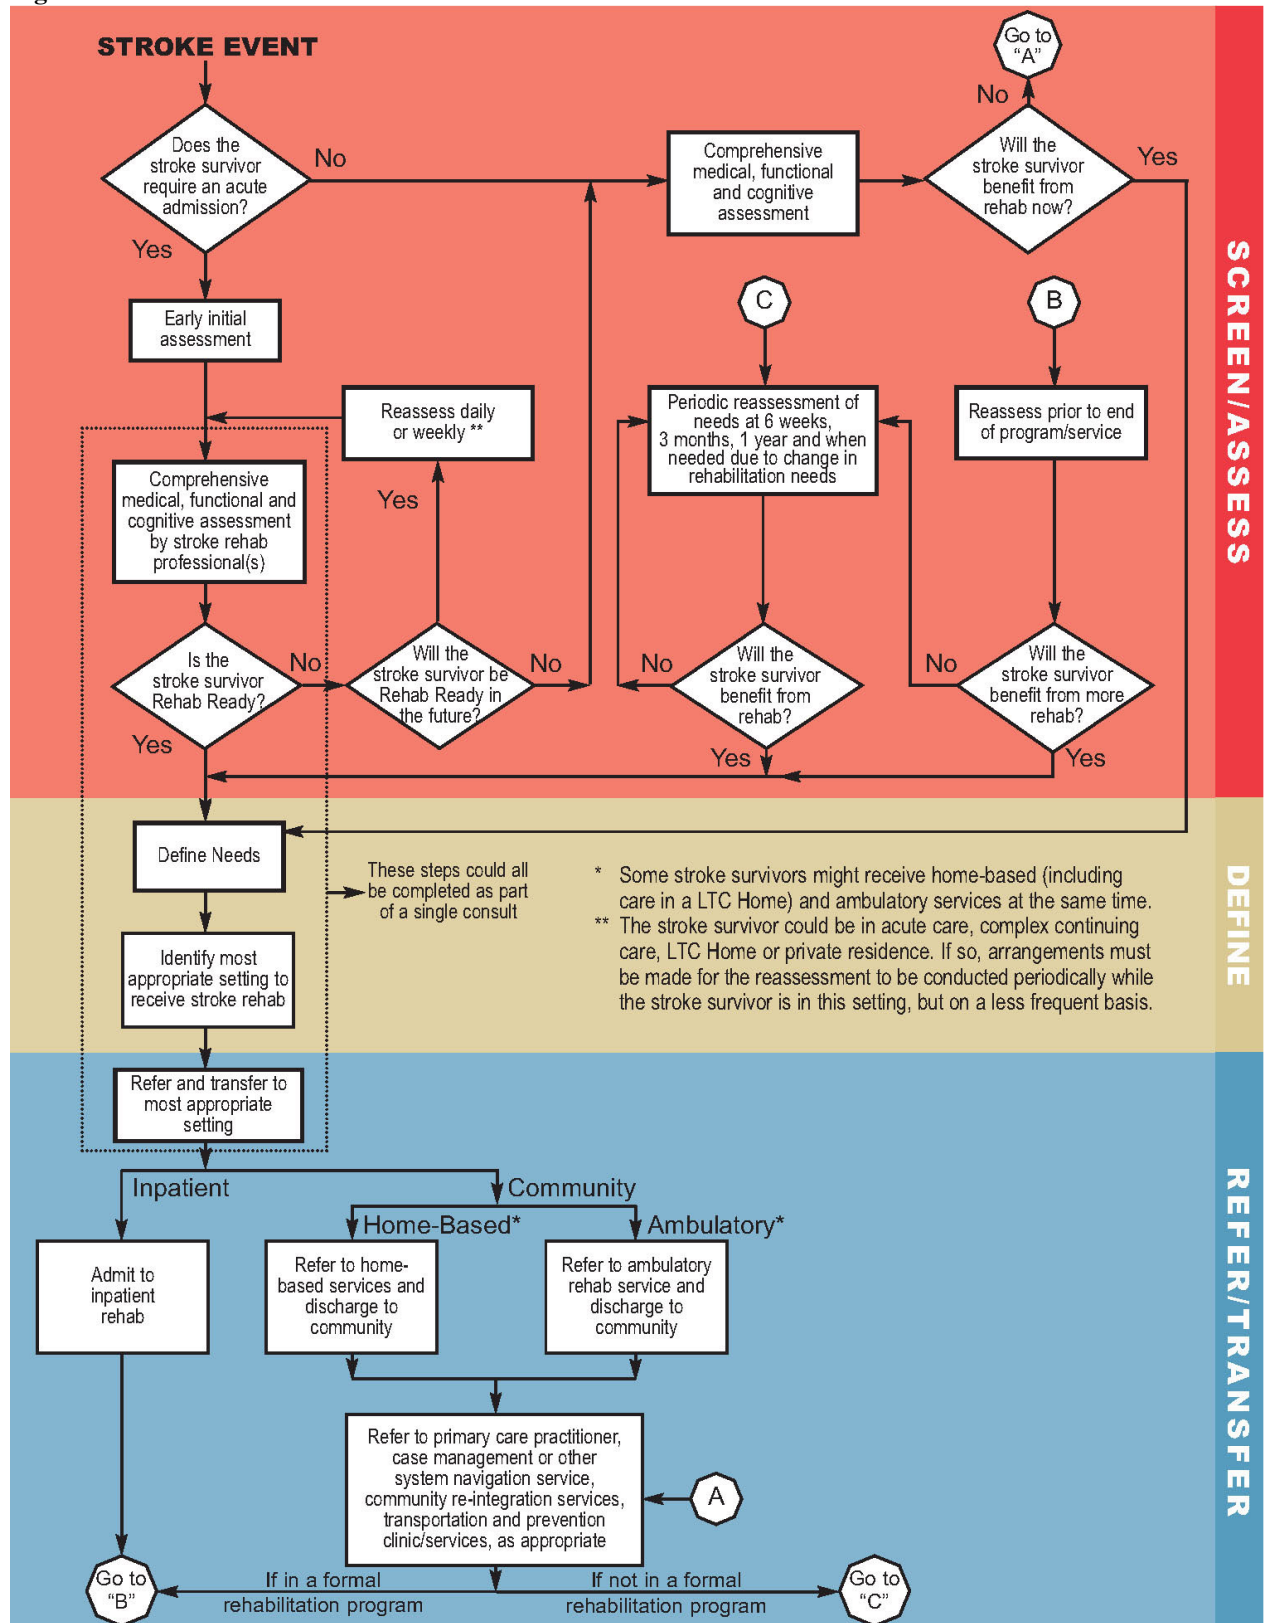 STROKE EVENT
Go to
“A”
No
Does the
stroke survivor
require an acute
admission?
No
Comprehensive
medical, functional
and cognitive
assessment
Will the
stroke survivor
benefit from
rehab now?
Yes
Yes
Early initial
assessment
C
B
Reassess daily
or weekly **
Periodic reassessment of
needs at 6 weeks,
3 months, 1 year and when
needed due to change in
rehabilitation needs
Reassess prior to end
of program/service
Comprehensive
medical, functional and
cognitive assessment
by stroke rehab
professional(s)
Yes
Is the
stroke survivor
Rehab Ready?
No
Will the
stroke survivor be
Rehab Ready in
the future?
No
No
Will the
stroke survivor
benefit from
rehab?
No
Will the
stroke survivor
benefit from more
rehab?
Yes
Yes
Yes
SCREEN/ASSESS
Define Needs
These steps could all
be completed as part
of a single consult
* Some stroke survivors might receive home-based (including
care in a LTC Home) and ambulatory services at the same time.
** The stroke survivor could be in acute care, complex continuing
care, LTC Home or private residence. If so, arrangements must
be made for the reassessment to be conducted periodically while
the stroke survivor is in this setting, but on a less frequent basis.
Identify most
appropriate setting to
receive stroke rehab
DEFINE
Refer and transfer to
most appropriate
setting
Inpatient
Community
Home-Based*
Ambulatory*
Admit to
inpatient
rehab
Refer to home-
based services and
discharge to
community
Refer to ambulatory
rehab service and
discharge to
community
Refer to primary care practitioner,
case management or other
system navigation service,
community re-integration services,
transportation and prevention
clinic/services, as appropriate
A
Go to
“B”
If in a formal
rehabilitation program
If not in a formal
rehabilitation program
Go to
“C”
REFER/TRANSFER